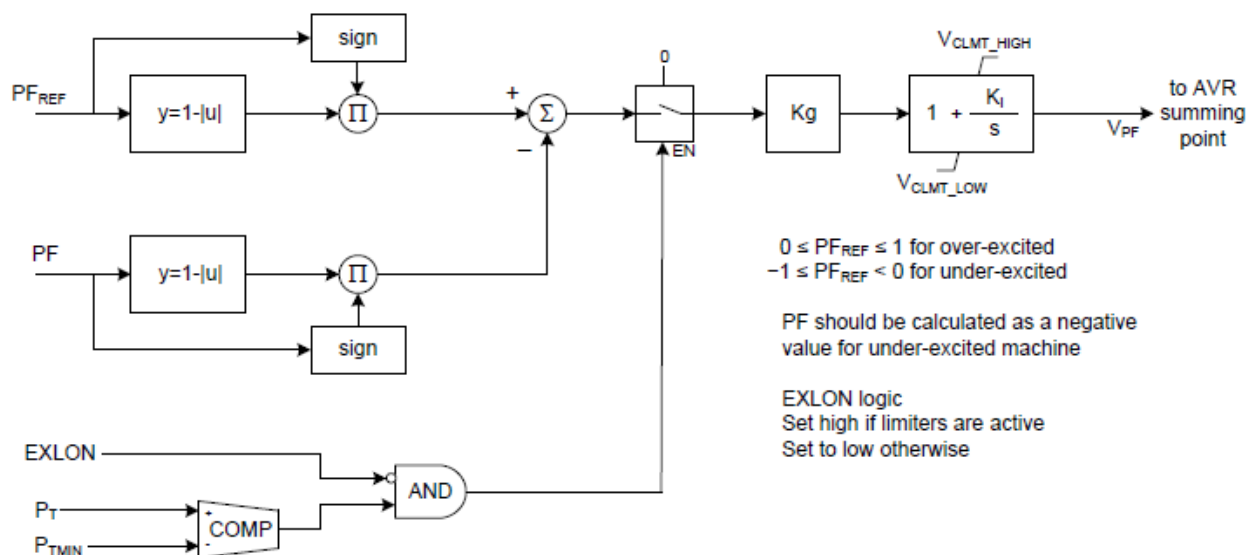 sign
0
V_CLMT_HIGH
PF_REF
y=1-|u|
Π
+
Σ
−
EN
Kg
1 + K_I
s
V_PF
to AVR
summing
point
V_CLMT_LOW
PF
y=1-|u|
Π
sign
0 ≤ PF_REF ≤ 1 for over-excited
−1 ≤ PF_REF < 0 for under-excited
PF should be calculated as a negative
value for under-excited machine
EXLON logic
Set high if limiters are active
Set to low otherwise
EXLON
AND
P_T
+
COMP
P_TMIN
-